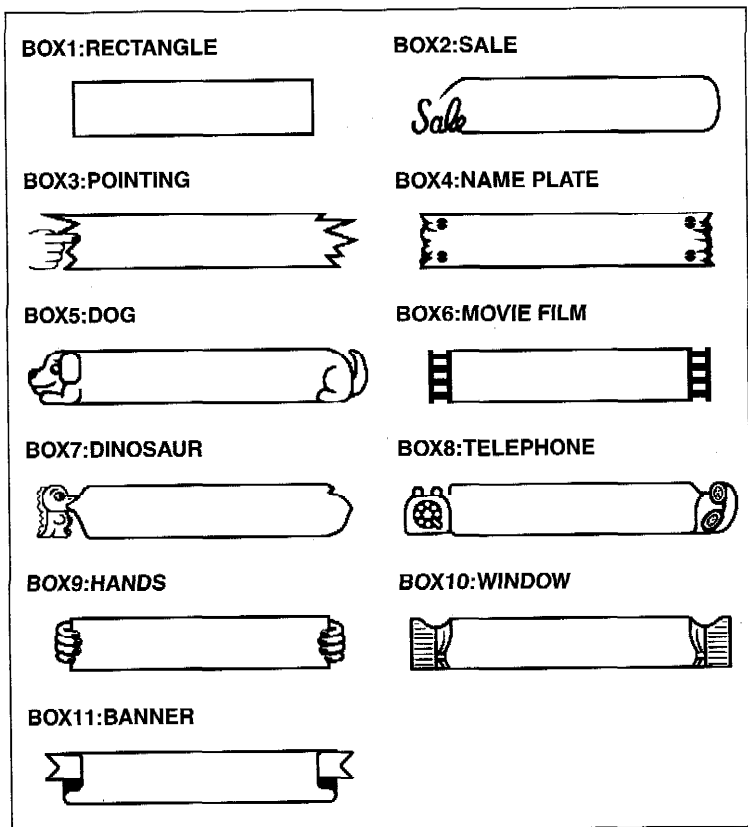 BOX1:RECTANGLE
BOX2:SALE
Sale
BOX3:POINTING
BOX4:NAME PLATE
BOX5:DOG
BOX6:MOVIE FILM
BOX7:DINOSAUR
BOX8:TELEPHONE
BOX9:HANDS
BOX10:WINDOW
BOX11:BANNER